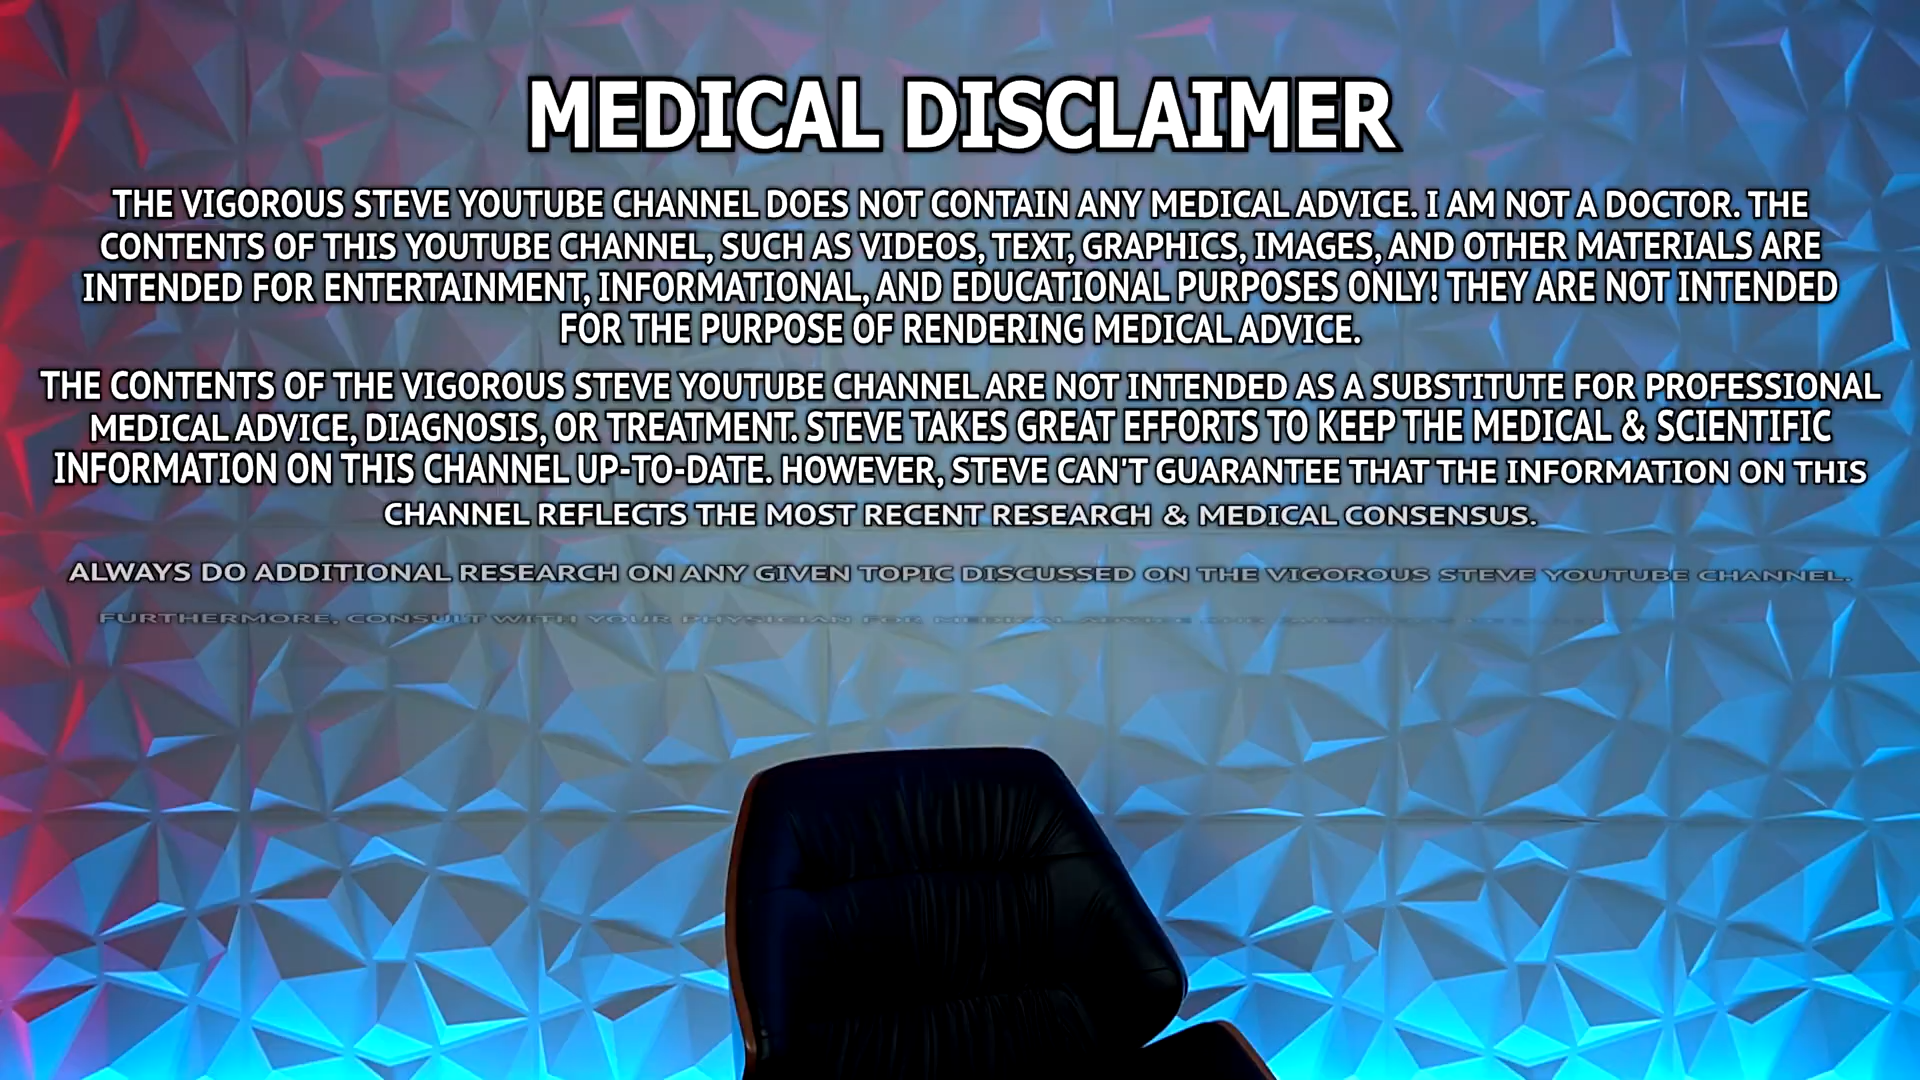 MEDICAL DISCLAIMER
THE VIGOROUS STEVE YOUTUBE CHANNEL DOES NOT CONTAIN ANY MEDICAL ADVICE. I AM NOT A DOCTOR. THE
CONTENTS OF THIS YOUTUBE CHANNEL, SUCH AS VIDEOS, TEXT, GRAPHICS, IMAGES, AND OTHER MATERIALS ARE
INTENDED FOR ENTERTAINMENT, INFORMATIONAL, AND EDUCATIONAL PURPOSES ONLY! THEY ARE NOT INTENDED
FOR THE PURPOSE OF RENDERING MEDICAL ADVICE.
THE CONTENTS OF THE VIGOROUS STEVE YOUTUBE CHANNEL ARE NOT INTENDED AS A SUBSTITUTE FOR PROFESSIONAL
MEDICAL ADVICE, DIAGNOSIS, OR TREATMENT. STEVE TAKES GREAT EFFORTS TO KEEP THE MEDICAL & SCIENTIFIC
INFORMATION ON THIS CHANNEL UP-TO-DATE. HOWEVER, STEVE CAN'T GUARANTEE THAT THE INFORMATION ON THIS
CHANNEL REFLECTS THE MOST RECENT RESEARCH & MEDICAL CONSENSUS.
ALWAYS DO ADDITIONAL RESEARCH ON ANY GIVEN TOPIC DISCUSSED ON THE VIGOROUS STEVE YOUTUBE CHANNEL.
FURTHERMORE, CONSULT WITH YOUR PHYSICIAN FOR MEDICAL